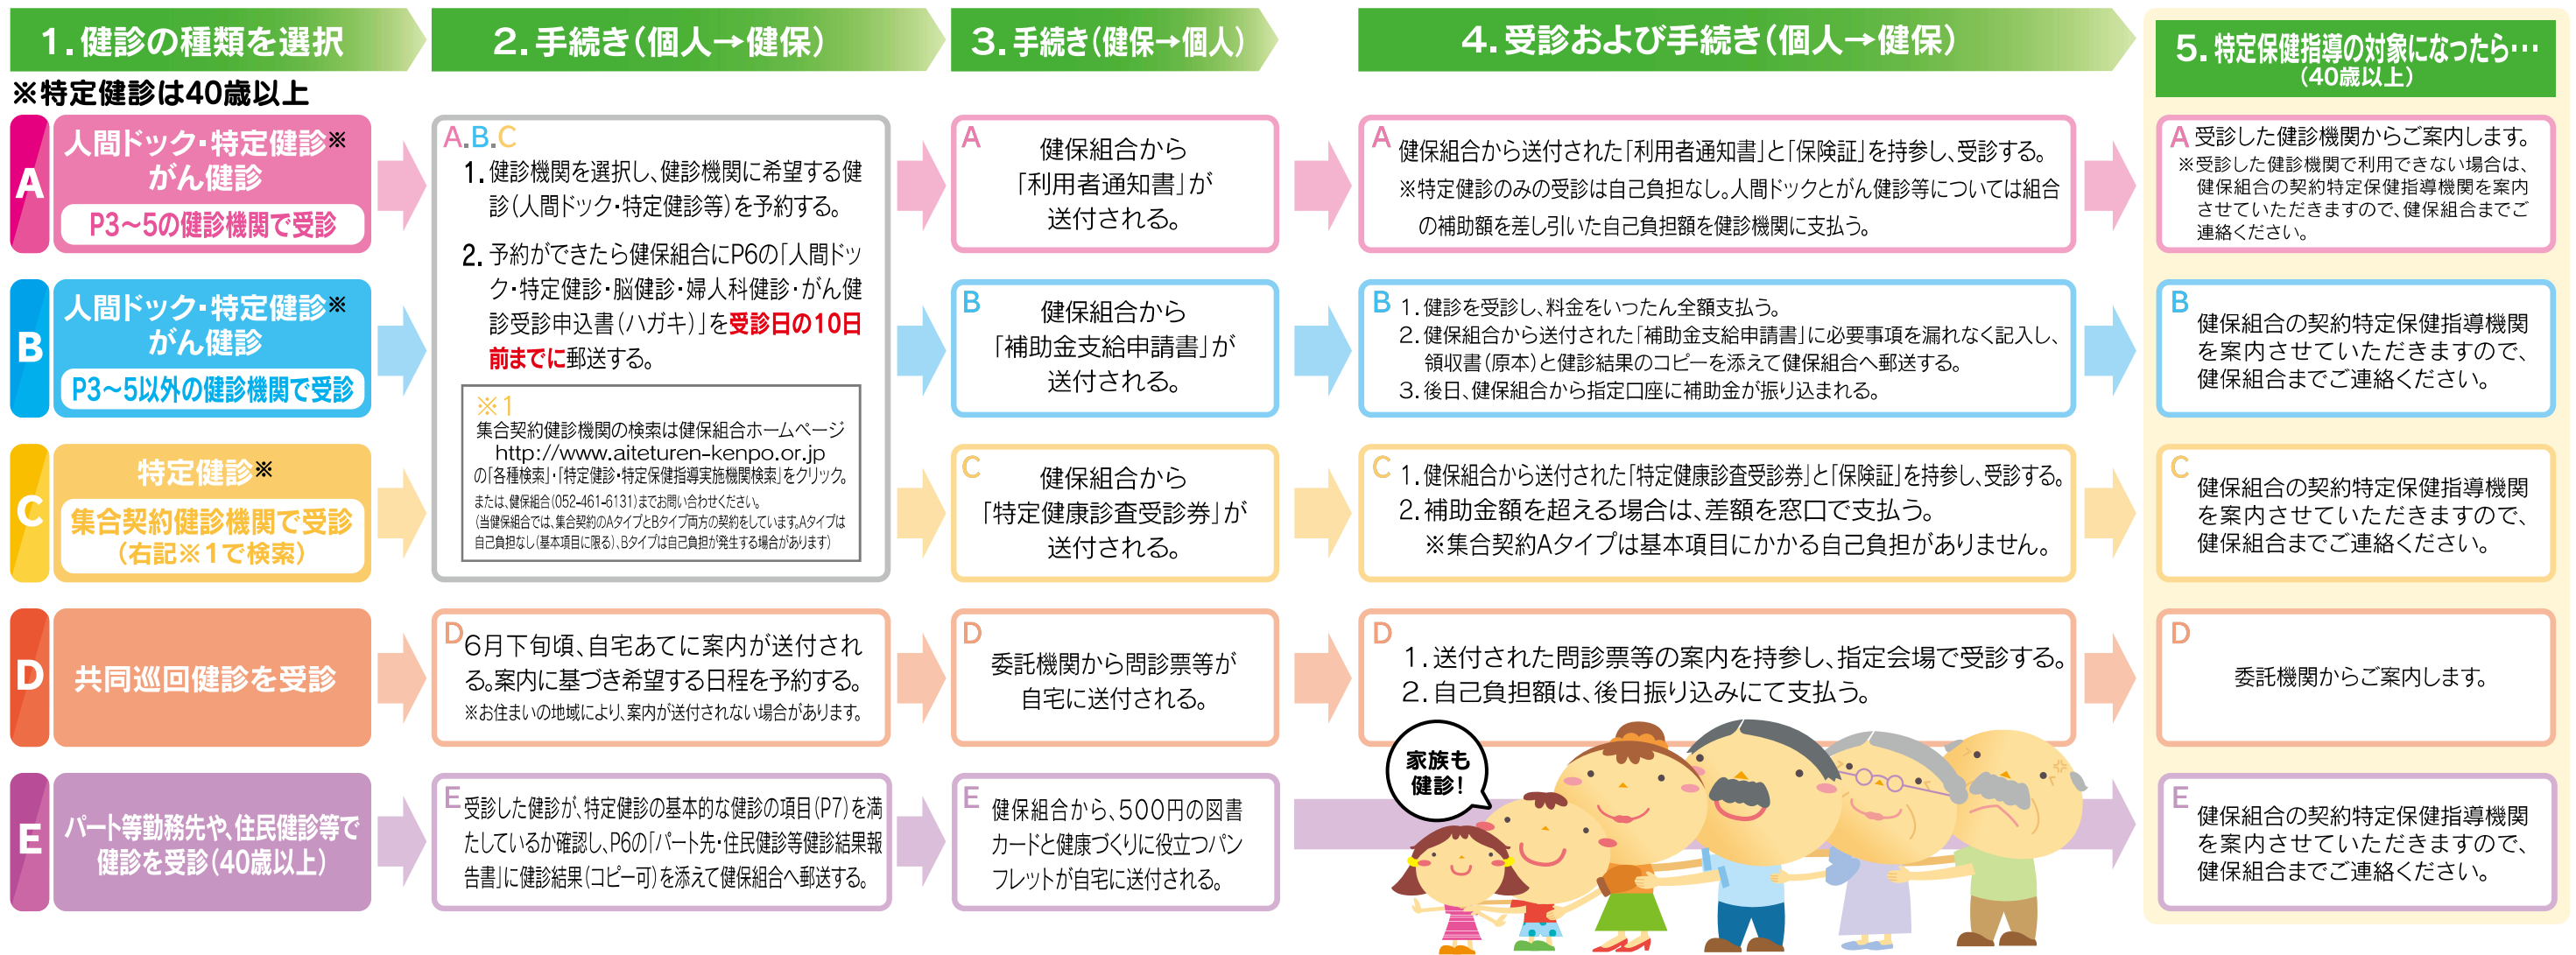 1.健診の種類を選択
2.手続き(個人→健保)
3.手続き(健保→個人)
4.受診および手続き(個人→健保)
5.特定保健指導の対象になったら…
(40歳以上)
※特定健診は40歳以上
A
人間ドック・特定健診※
がん健診
P3～5の健診機関で受診
B
人間ドック・特定健診※
がん健診
P3～5以外の健診機関で受診
C
特定健診※
集合契約健診機関で受診
(右記※1で検索)
A.B.C
1.健診機関を選択し、健診機関に希望する健
診(人間ドック・特定健診等)を予約する。
2.予約ができたら健保組合にP6の「人間ドッ
ク・特定健診・脳健診・婦人科健診・がん健
診受診申込書(ハガキ)」を受診日の10日
前までに郵送する。
※1
集合契約健診機関の検索は健保組合ホームページ
http://www.aiteturen-kenpo.or.jp
の「各種検索」・「特定健診・特定保健指導実施機関検索」をクリック。
または、健保組合(052-461-6131)までお問い合わせください。
(当健保組合では、集合契約のAタイプとBタイプ両方の契約をしています。Aタイプは
自己負担なし(基本項目に限る)、Bタイプは自己負担が発生する場合があります)
A
健保組合から
「利用者通知書」が
送付される。
A
健保組合から送付された「利用者通知書」と「保険証」を持参し、受診する。
※特定健診のみの受診は自己負担なし。人間ドックとがん健診等については組合
の補助額を差し引いた自己負担額を健診機関に支払う。
A
受診した健診機関からご案内します。
※受診した健診機関で利用できない場合は、
健保組合の契約特定保健指導機関を案内
させていただきますので、健保組合までご
連絡ください。
B
健保組合から
「補助金支給申請書」が
送付される。
B
1.健診を受診し、料金をいったん全額支払う。
2.健保組合から送付された「補助金支給申請書」に必要事項を漏れなく記入し、
領収書(原本)と健診結果のコピーを添えて健保組合へ郵送する。
3.後日、健保組合から指定口座に補助金が振り込まれる。
B
健保組合の契約特定保健指導機関
を案内させていただきますので、
健保組合までご連絡ください。
C
健保組合から
「特定健康診査受診券」が
送付される。
C
1.健保組合から送付された「特定健康診査受診券」と「保険証」を持参し、受診する。
2.補助金額を超える場合は、差額を窓口で支払う。
※集合契約Aタイプは基本項目にかかる自己負担がありません。
C
健保組合の契約特定保健指導機関
を案内させていただきますので、
健保組合までご連絡ください。
D
共同巡回健診を受診
D
6月下旬頃、自宅あてに案内が送付され
る。案内に基づき希望する日程を予約する。
※お住まいの地域により、案内が送付されない場合があります。
D
委託機関から問診票等が
自宅に送付される。
D
1.送付された問診票等の案内を持参し、指定会場で受診する。
2.自己負担額は、後日振り込みにて支払う。
D
委託機関からご案内します。
E
パート等勤務先や、住民健診等で
健診を受診(40歳以上)
E
受診した健診が、特定健診の基本的な健診の項目(P7)を満
たしているか確認し、P6の「パート先・住民健診等健診結果報
告書」に健診結果(コピー可)を添えて健保組合へ郵送する。
E
健保組合から、500円の図書
カードと健康づくりに役立つパン
フレットが自宅に送付される。
家族も
健診!
E
健保組合の契約特定保健指導機関
を案内させていただきますので、
健保組合までご連絡ください。